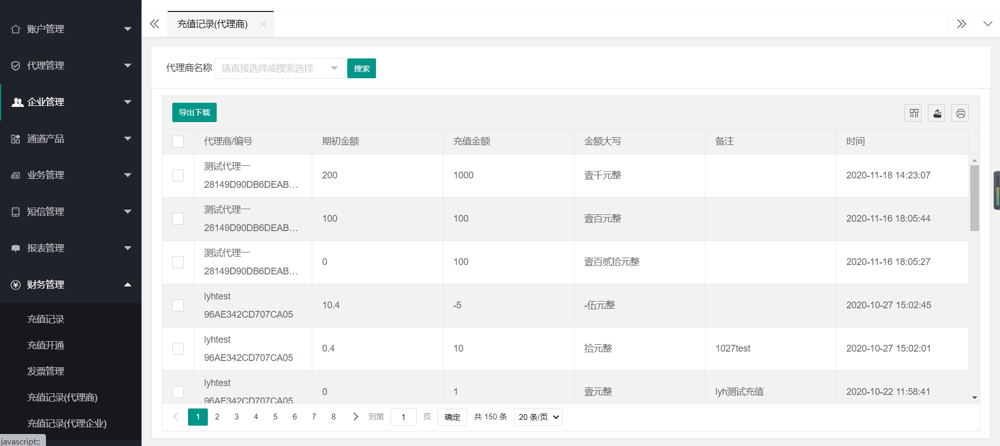 账户管理
代理管理
企业管理
通道产品
业务管理
短信管理
报表管理
财务管理
充值记录
充值开通
发票管理
充值记录(代理商)
充值记录(代理企业)
javascript:;
充值记录(代理商)
代理商名称 请直接选择或搜索选择 搜索
导出下载
代理商/编号 期初金额 充值金额 金额大写 备注 时间
测试代理一
28149D90DB6DEAB... 200 1000 壹千元整 2020-11-18 14:23:07
测试代理一
28149D90DB6DEAB... 100 100 壹百元整 2020-11-16 18:05:44
测试代理一
28149D90DB6DEAB... 0 100 壹百贰拾元整 2020-11-16 18:05:27
lyhtest
96AE342CD707CA05 10.4 -5 -伍元整 2020-10-27 15:02:45
lyhtest
96AE342CD707CA05 0.4 10 拾元整 1027test 2020-10-27 15:02:01
lyhtest
96AE342CD707CA05 0 1 壹元整 lyh测试充值 2020-10-22 11:58:41
1 2 3 4 5 6 7 8 到第 1 页 确定 共 150 条 20 条/页